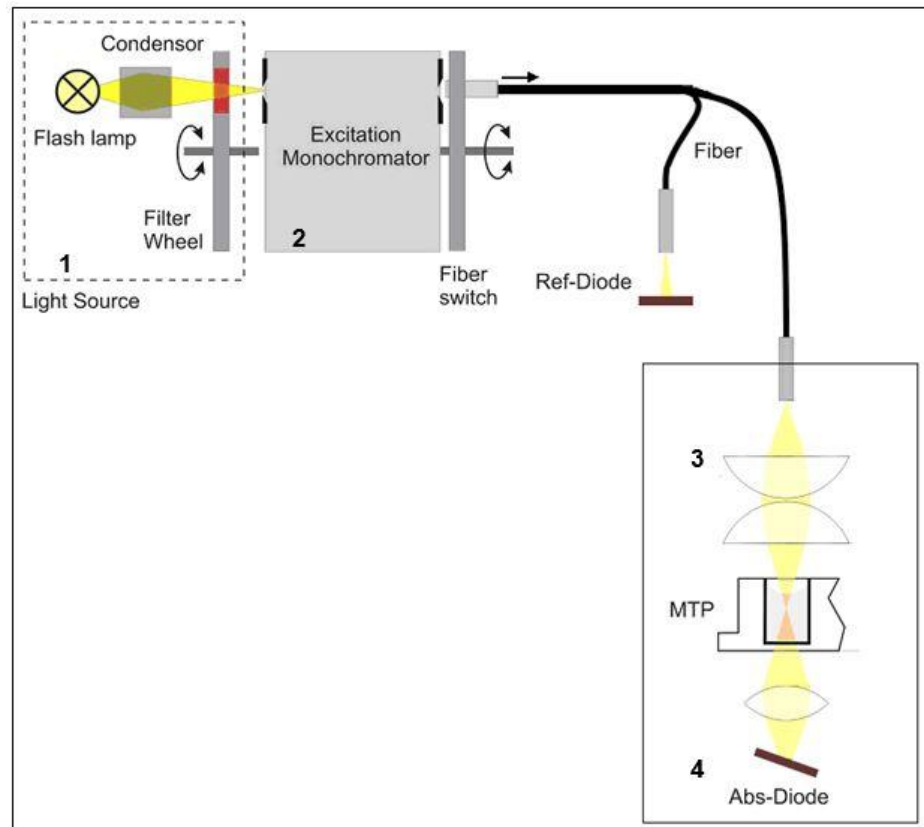 Condensor
Flash lamp
Filter
Wheel
1
Light Source
Excitation
Monochromator
2
Fiber
switch
Fiber
Ref-Diode
3
MTP
4
Abs-Diode